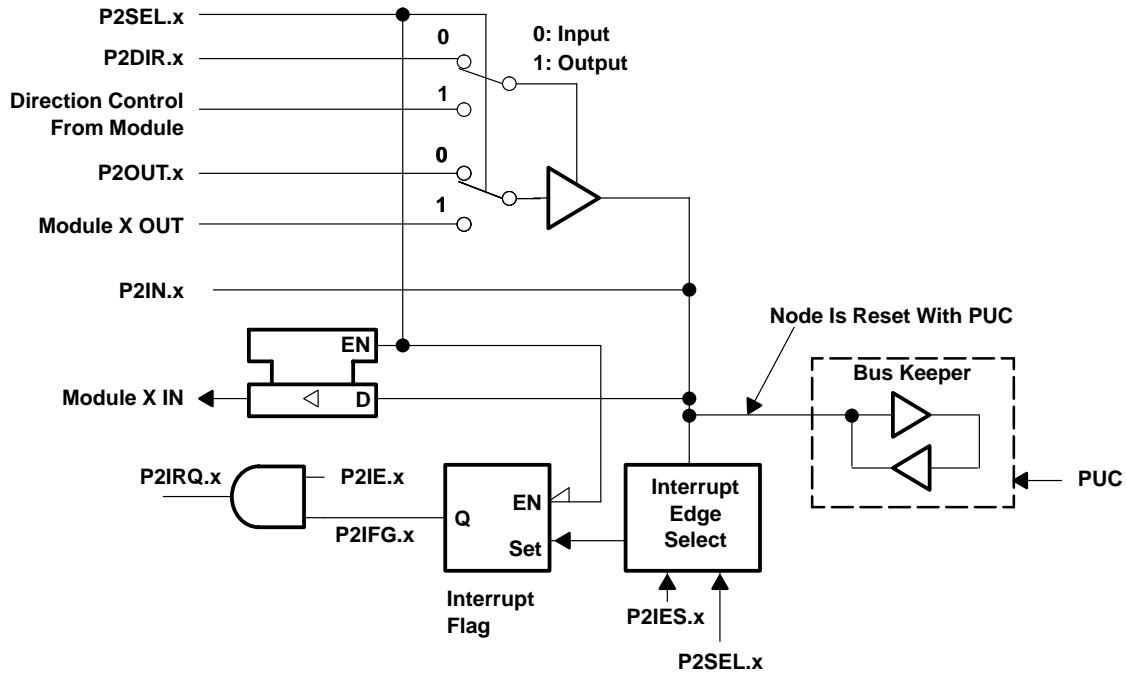 P2SEL.x
0
0: Input
1: Output
P2DIR.x
1
Direction Control
From Module
0
P2OUT.x
1
Module X OUT
P2IN.x
Node Is Reset With PUC
EN
Bus Keeper
Module X IN
D
P2IRQ.x
P2IE.x
PUC
Interrupt
Edge
Select
EN
Q
P2IFG.x
Set
Interrupt
Flag
P2IES.x
P2SEL.x